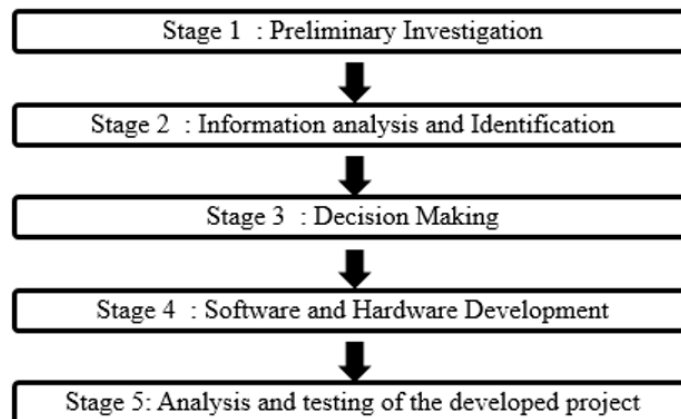 Stage 1 : Preliminary Investigation
Stage 2 : Information analysis and Identification
Stage 3 : Decision Making
Stage 4 : Software and Hardware Development
Stage 5: Analysis and testing of the developed project